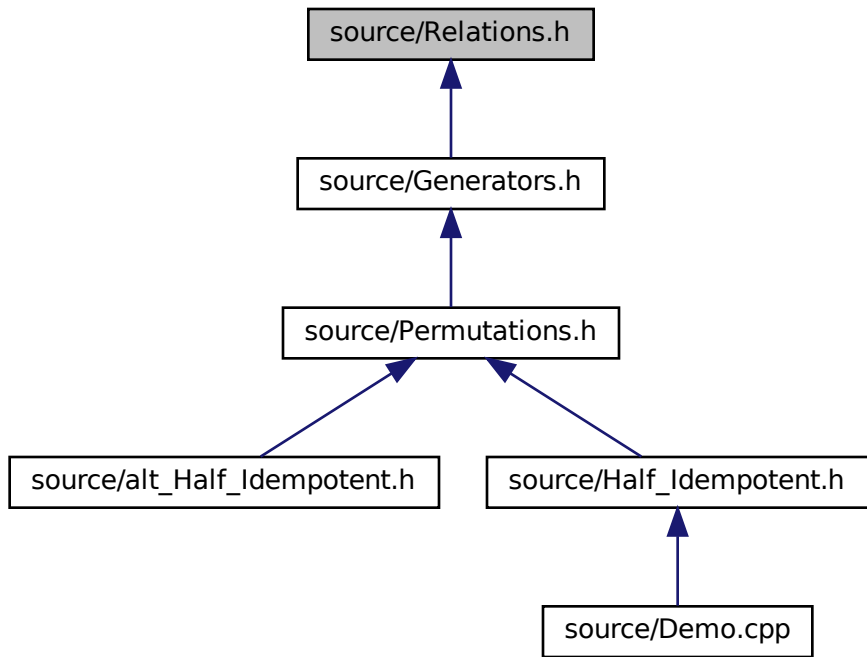 source/Relations.h
source/Generators.h
source/Permutations.h
source/alt_Half_Idempotent.h
source/Half_Idempotent.h
source/Demo.cpp